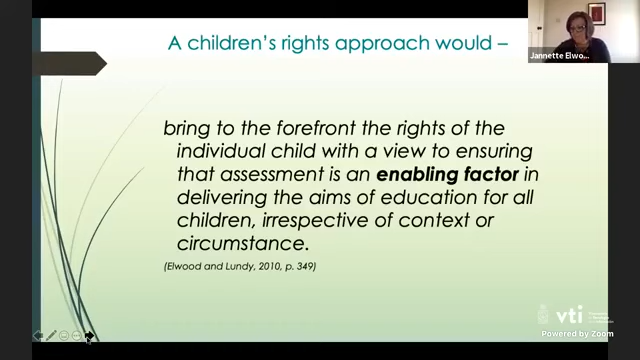 A children's rights approach would –
Jannette Elwo...
bring to the forefront the rights of the
individual child with a view to ensuring
that assessment is an enabling factor in
delivering the aims of education for all
children, irrespective of context or
circumstance.
(Elwood and Lundy, 2010, p. 349)
vti
Powered by Zoom